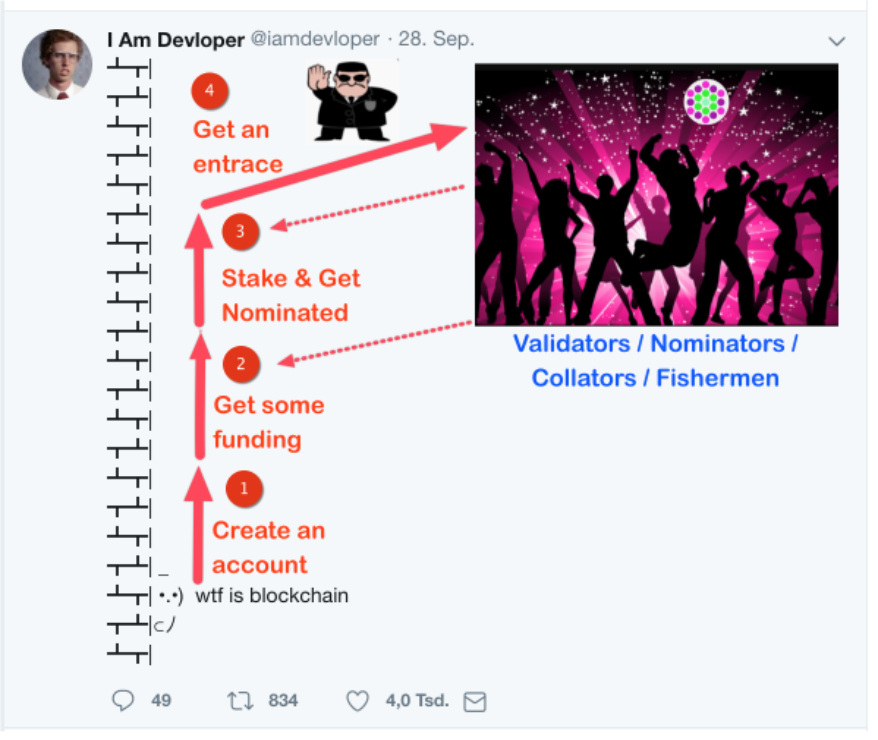 I Am Devloper @iamdevloper · 28. Sep.
4
Get an
entrace
3
Stake & Get
Nominated
Validators / Nominators /
Collators / Fishermen
2
Get some
funding
1
Create an
account
•.•) wtf is blockchain
49 834 4,0 Tsd.